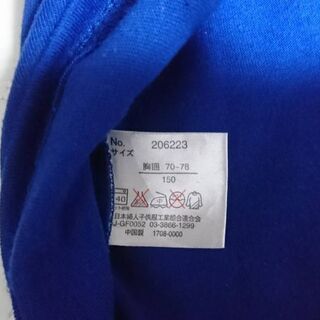 No. 206223
サイズ
胸囲 70-78
150
40
日本婦人子供服工業組合連合会
J-GF0052 03-3866-1299
中国製 1708-0000